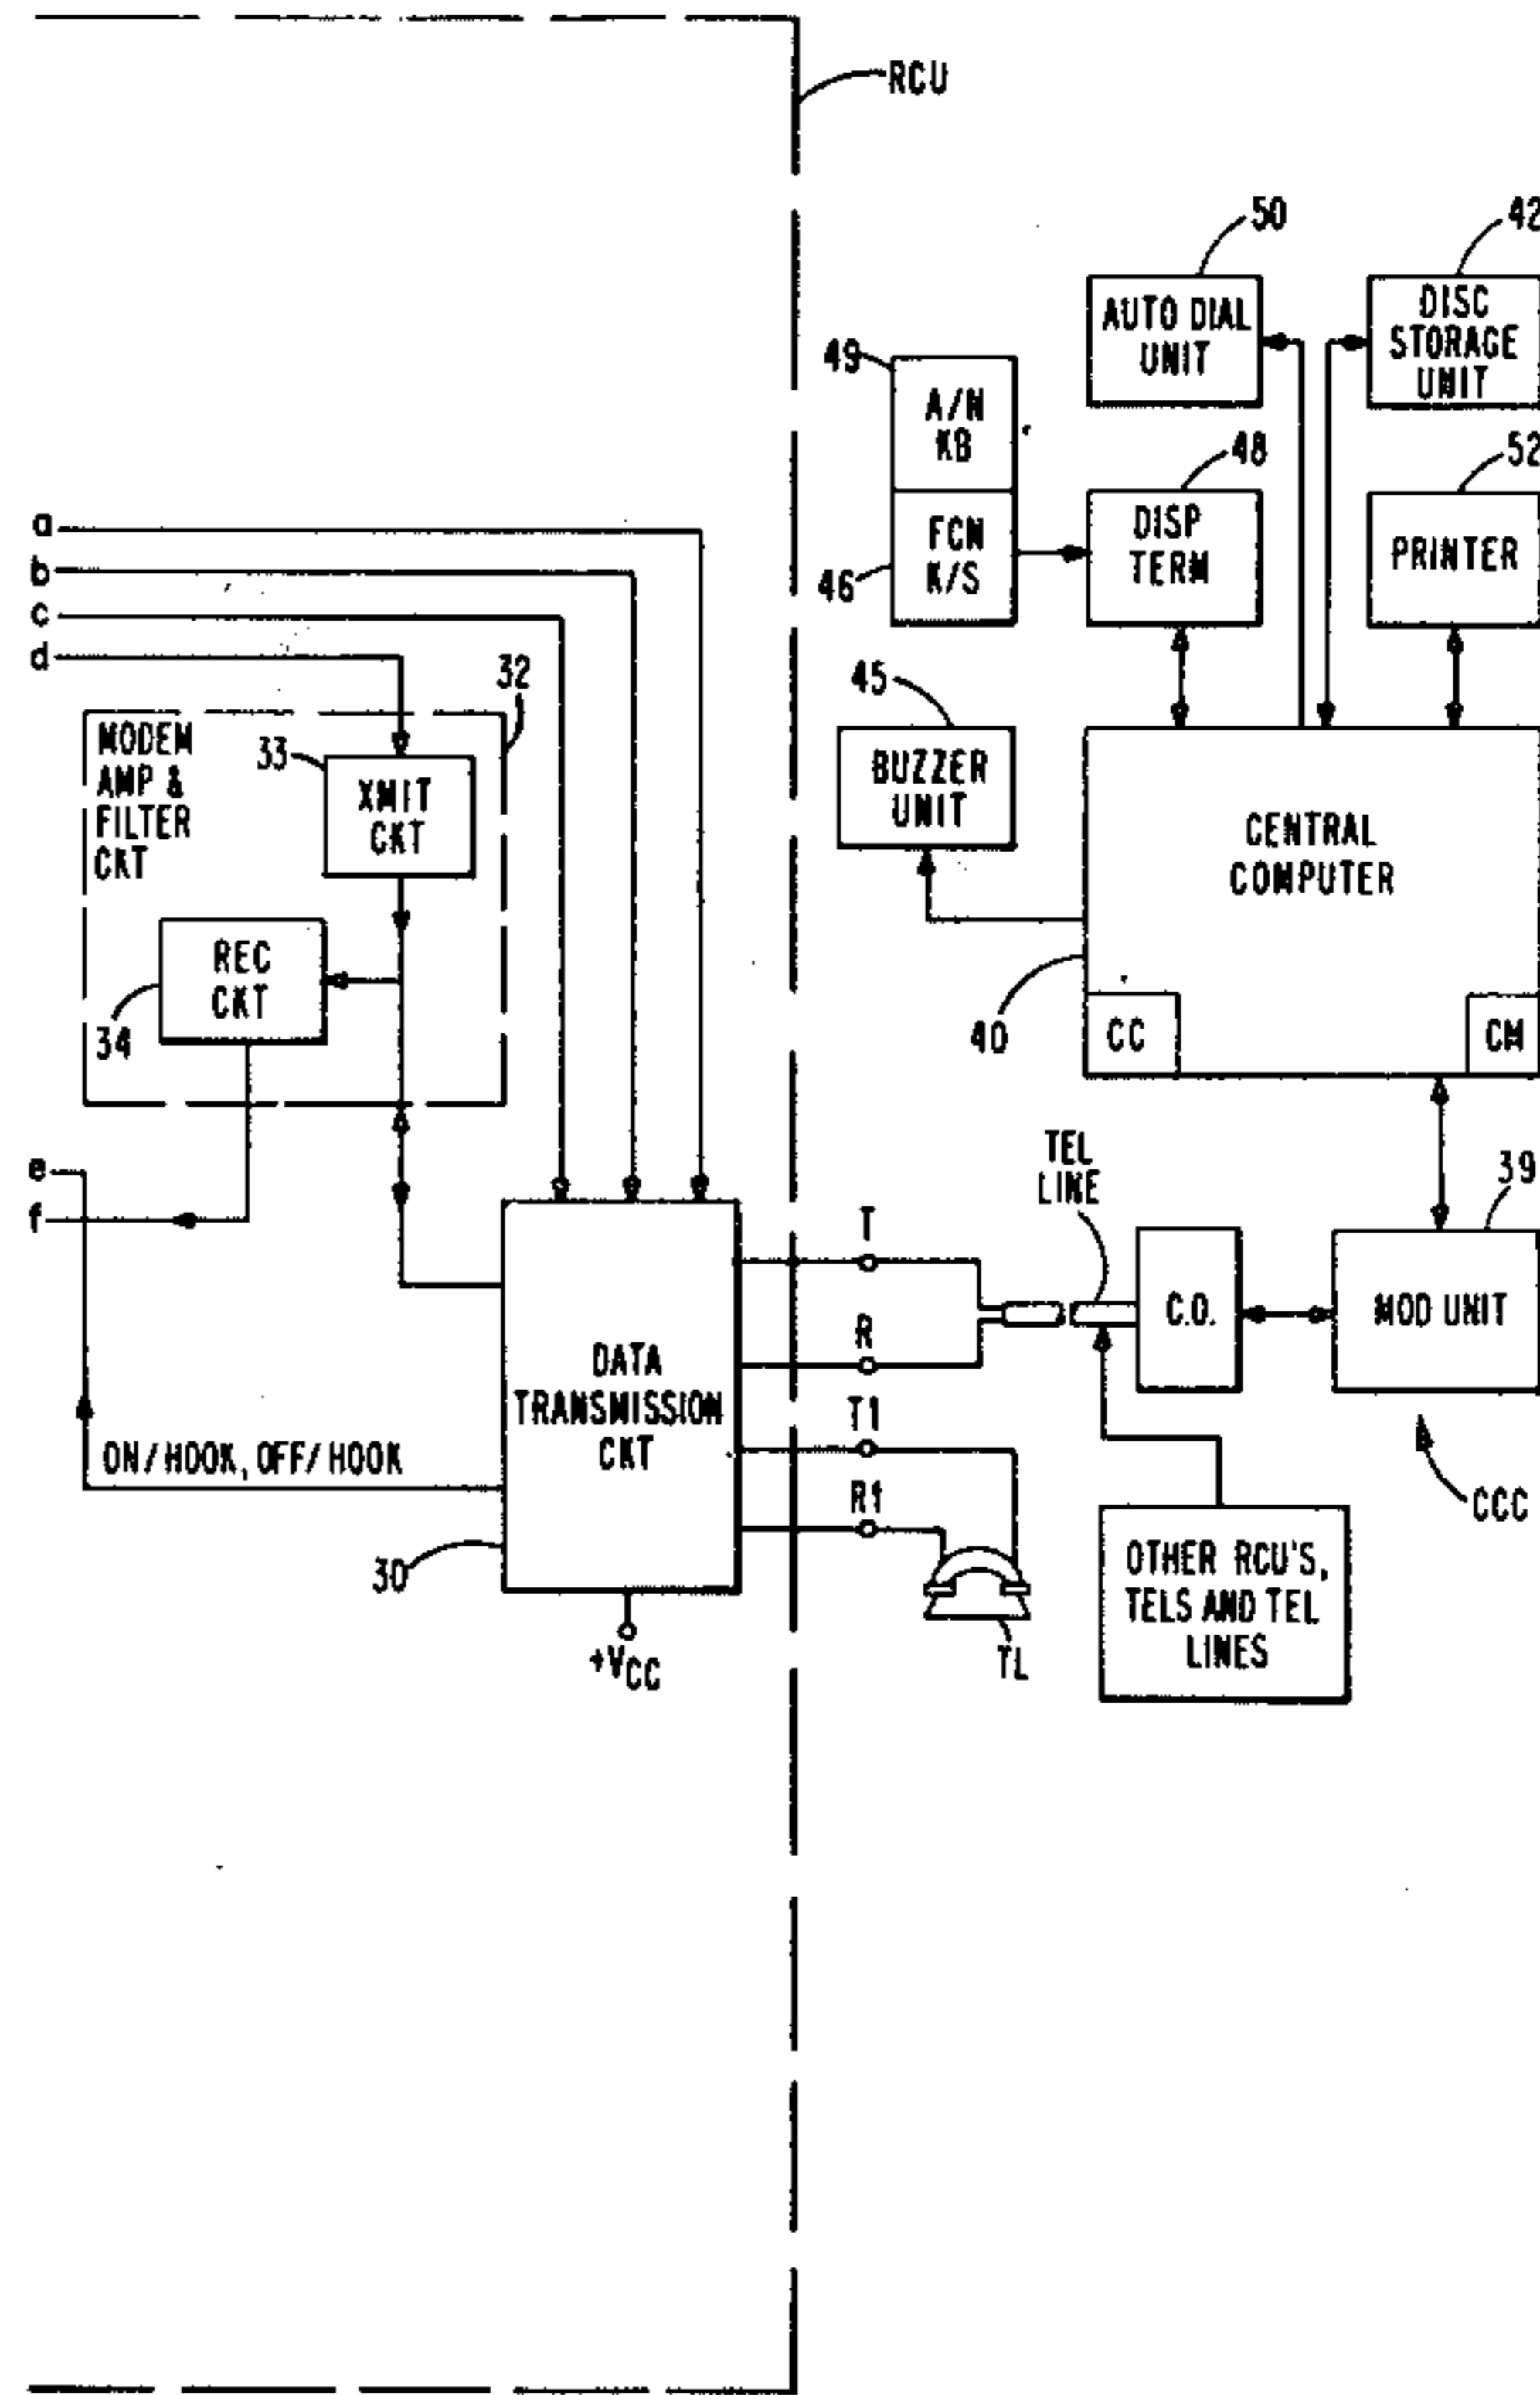 RCU
50
42
AUTO DIAL
UNIT
DISC
STORAGE
UNIT
49
A/N
KB
48
52
FCN
K/S
46
DISP
TERM
PRINTER
a
b
c
d
32
45
MODEM
AMP &
FILTER
CKT
33
XMIT
CKT
BUZZER
UNIT
CENTRAL
COMPUTER
REC
CKT
34
40
CC
CM
e
f
TEL
LINE
39
T
C.O.
MOD UNIT
R
DATA
TRANSMISSION
CKT
T1
ON/HOOK, OFF/HOOK
R1
CCC
30
OTHER RCU'S,
TELS AND TEL
LINES
+VCC
TL